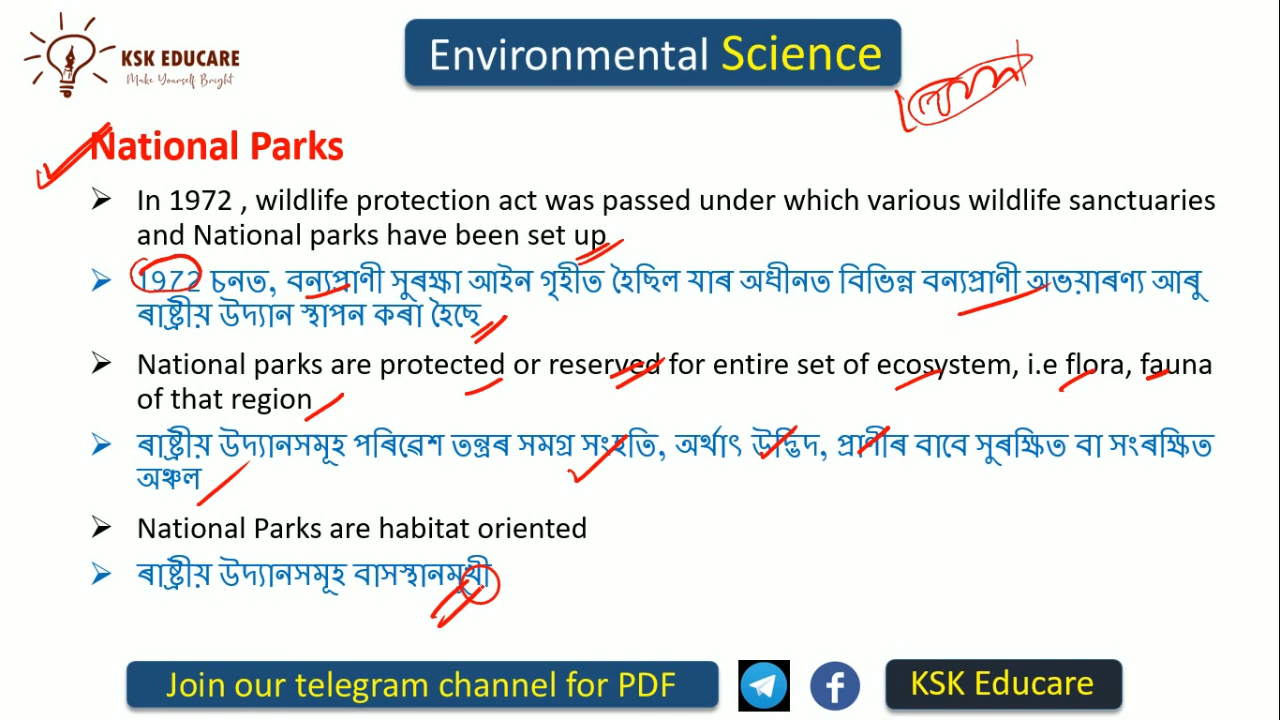 KSK EDUCARE
Make Yourself Bright
Environmental Science
National Parks
In 1972 , wildlife protection act was passed under which various wildlife sanctuaries
and National parks have been set up
1972 চনত, বন্যপ্ৰাণী সুৰক্ষা আইন গৃহীত হৈছিল যাৰ অধীনত বিভিন্ন বন্যপ্ৰাণী অভয়াৰণ্য আৰু
ৰাষ্ট্ৰীয় উদ্যান স্থাপন কৰা হৈছে
National parks are protected or reserved for entire set of ecosystem, i.e flora, fauna
of that region
ৰাষ্ট্ৰীয় উদ্যানসমূহ পৰিৱেশ তন্ত্ৰৰ সমগ্ৰ সংহতি, অৰ্থাৎ উদ্ভিদ, প্ৰাণীৰ বাবে সুৰক্ষিত বা সংৰক্ষিত
অঞ্চল
National Parks are habitat oriented
ৰাষ্ট্ৰীয় উদ্যানসমূহ বাসস্থানমুখী
Join our telegram channel for PDF
KSK Educare